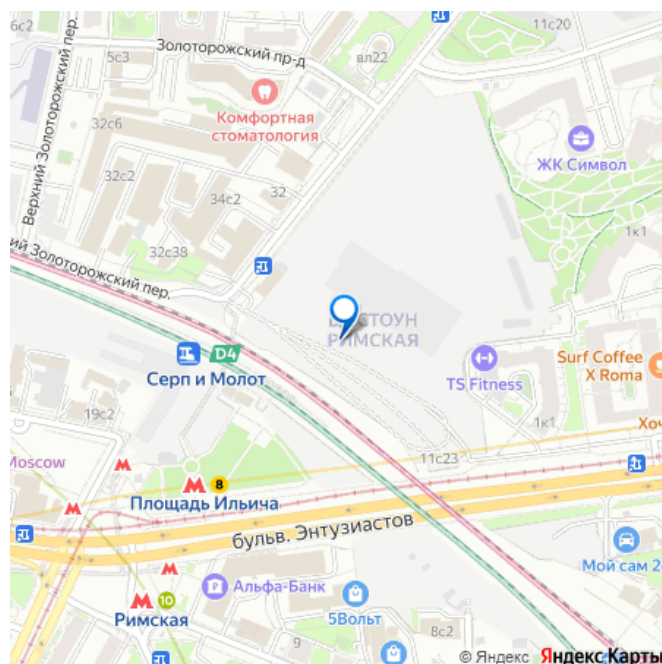 6с2
5с3
Золоторожский пр-д
вл22
11с20
Верхний Золоторожский пер.
32с6
Комфортная
стоматология
ЖК Символ
32с2
34с2
32
1к1
32с38
ий Золоторожский пер.
РИМСКАЯ
D4
Серп и Молот
TS Fitness
Surf Coffee
X Roma
19с2
1к1
Хоч
Moscow
11с23
8
Площадь Ильича
бульв. Энтузиастов
Мой сам 24
Альфа-Банк
10
Римская
5Вольт
8с2
© Яндекс Яндекс Карты